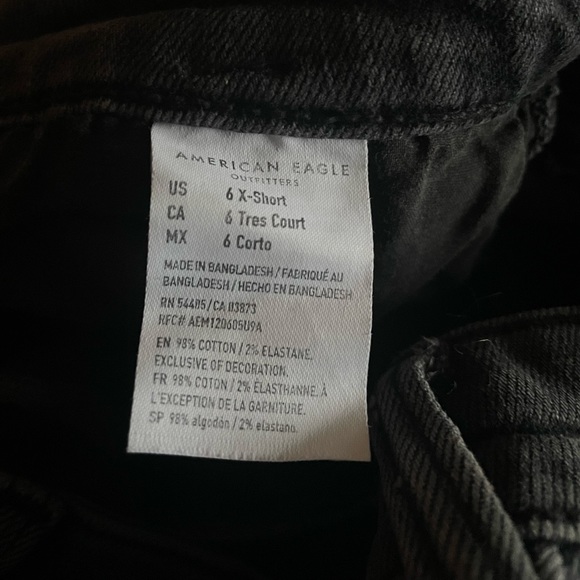 AMERICAN EAGLE
OUTFITTERS
US 6 X-Short
CA 6 Tres Court
MX 6 Corto
MADE IN BANGLADESH / FABRIQUÉ AU
BANGLADESH / HECHO EN BANGLADESH
RN 54485 / CA 03873
RFC# AEM120605U9A
EN 98% COTTON / 2% ELASTANE.
EXCLUSIVE OF DECORATION.
FR 98% COTON / 2% ÉLASTHANNE. À
L'EXCEPTION DE LA GARNITURE.
SP 98% algodón / 2% elastano.